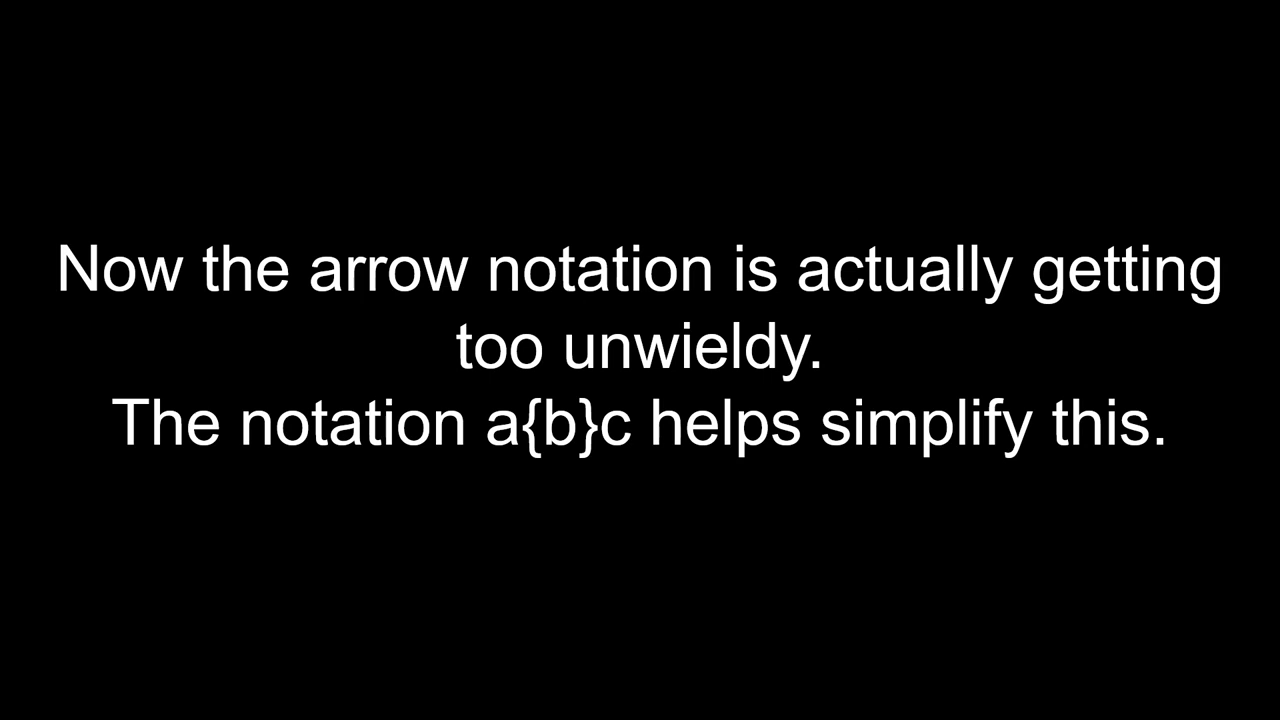 Now the arrow notation is actually getting
too unwieldy.
The notation a{b}c helps simplify this.